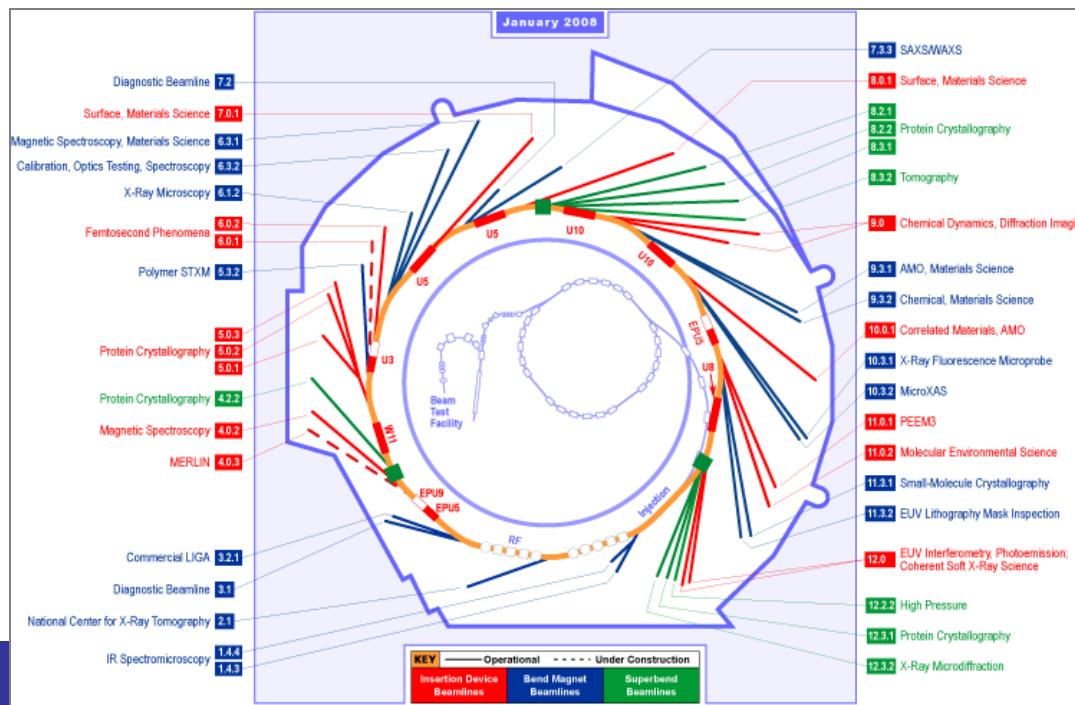 January 2008
Diagnostic Beamline 7.2
Surface, Materials Science 7.0.1
Magnetic Spectroscopy, Materials Science 6.3.1
Calibration, Optics Testing, Spectroscopy 6.3.2
X-Ray Microscopy 6.1.2
6.0.2
Femtosecond Phenomena
6.0.1
Polymer STXM 5.3.2
5.0.3
Protein Crystallography 5.0.2
5.0.1
Protein Crystallography 4.2.2
Magnetic Spectroscopy 4.0.2
MERLIN 4.0.3
Commercial LIGA 3.2.1
Diagnostic Beamline 3.1
National Center for X-Ray Tomography 2.1
IR Spectromicroscopy 1.4.4
1.4.3
U5
U5
U10
U10
EPU5
U8
U3
W11
EPU9
EPU5
RF
Injection
Beam
Test
Facility
7.3.3 SAXS/WAXS
8.0.1 Surface, Materials Science
8.2.1
8.2.2 Protein Crystallography
8.3.1
8.3.2 Tomography
9.0 Chemical Dynamics, Diffraction Imagi
9.3.1 AMO, Materials Science
9.3.2 Chemical, Materials Science
10.0.1 Correlated Materials, AMO
10.3.1 X-Ray Fluorescence Microprobe
10.3.2 MicroXAS
11.0.1 PEEM3
11.0.2 Molecular Environmental Science
11.3.1 Small-Molecule Crystallography
11.3.2 EUV Lithography Mask Inspection
12.0 EUV Interferometry, Photoemission;
Coherent Soft X-Ray Science
12.2.2 High Pressure
12.3.1 Protein Crystallography
12.3.2 X-Ray Microdiffraction
KEY Operational Under Construction
Insertion Device Beamlines
Bend Magnet Beamlines
Superbend Beamlines